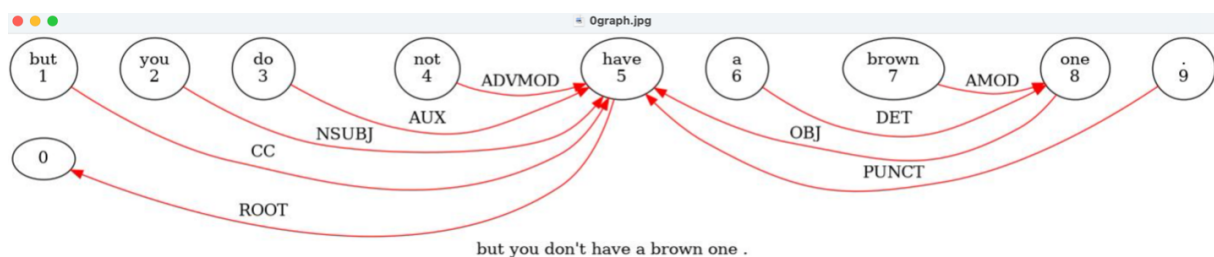 0graph.jpg
but you do not have a brown one .
1 2 3 4 5 6 7 8 9
ADVMOD AMOD
AUX DET
NSUBJ OBJ
CC
0 PUNCT
ROOT
but you don't have a brown one .